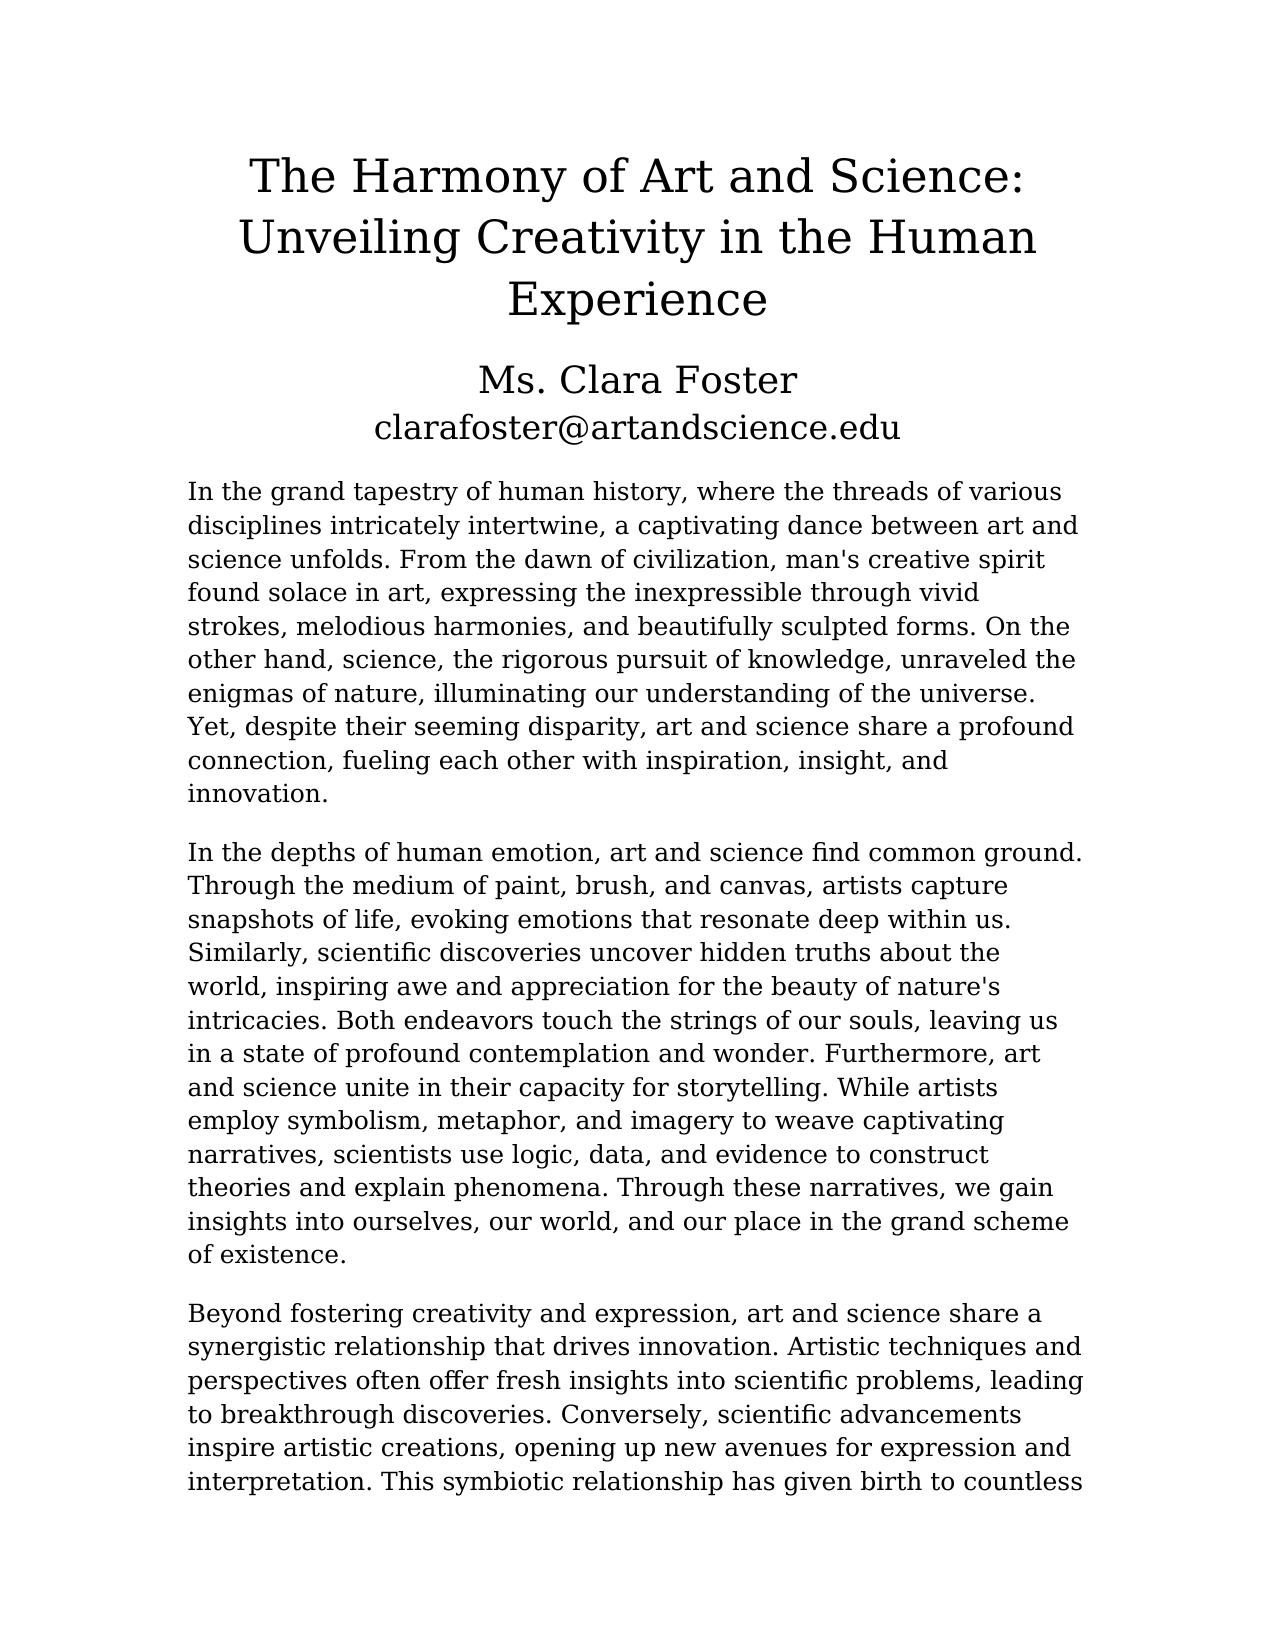 The Harmony of Art and Science:
Unveiling Creativity in the Human
Experience
Ms. Clara Foster
clarafoster@artandscience.edu
In the grand tapestry of human history, where the threads of various
disciplines intricately intertwine, a captivating dance between art and
science unfolds. From the dawn of civilization, man's creative spirit
found solace in art, expressing the inexpressible through vivid
strokes, melodious harmonies, and beautifully sculpted forms. On the
other hand, science, the rigorous pursuit of knowledge, unraveled the
enigmas of nature, illuminating our understanding of the universe.
Yet, despite their seeming disparity, art and science share a profound
connection, fueling each other with inspiration, insight, and
innovation.
In the depths of human emotion, art and science find common ground.
Through the medium of paint, brush, and canvas, artists capture
snapshots of life, evoking emotions that resonate deep within us.
Similarly, scientific discoveries uncover hidden truths about the
world, inspiring awe and appreciation for the beauty of nature's
intricacies. Both endeavors touch the strings of our souls, leaving us
in a state of profound contemplation and wonder. Furthermore, art
and science unite in their capacity for storytelling. While artists
employ symbolism, metaphor, and imagery to weave captivating
narratives, scientists use logic, data, and evidence to construct
theories and explain phenomena. Through these narratives, we gain
insights into ourselves, our world, and our place in the grand scheme
of existence.
Beyond fostering creativity and expression, art and science share a
synergistic relationship that drives innovation. Artistic techniques and
perspectives often offer fresh insights into scientific problems, leading
to breakthrough discoveries. Conversely, scientific advancements
inspire artistic creations, opening up new avenues for expression and
interpretation. This symbiotic relationship has given birth to countless